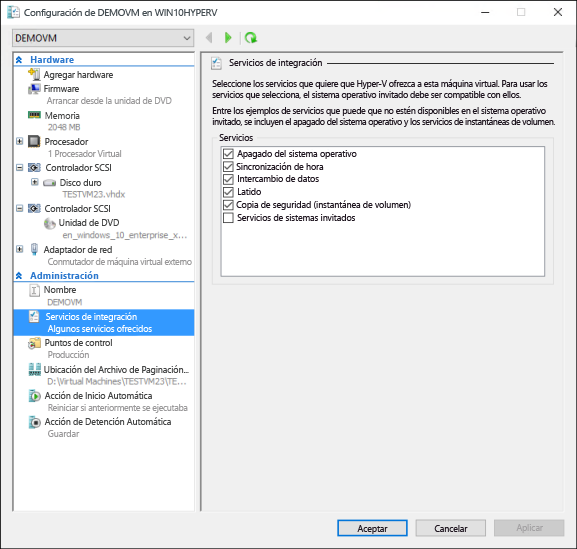 Configuración de DEMOVM en WIN10HYPERV
DEMOVM
Hardware
Agregar hardware
Firmware
Arrancar desde la unidad de DVD
Memoria
2048 MB
Procesador
1 Procesador Virtual
Controlador SCSI
Disco duro
TESTVM23.vhdx
Controlador SCSI
Unidad de DVD
en_windows_10_enterprise_x...
Adaptador de red
Conmutador de máquina virtual externo
Administración
Nombre
DEMOVM
Servicios de integración
Algunos servicios ofrecidos
Puntos de control
Producción
Ubicación del Archivo de Paginación...
D:\Virtual Machines\TESTVM23\TE...
Acción de Inicio Automática
Reiniciar si anteriormente se ejecutaba
Acción de Detención Automática
Guardar
Servicios de integración
Seleccione los servicios que quiere que Hyper-V ofrezca a esta máquina virtual. Para usar los
servicios que selecciona, el sistema operativo invitado debe ser compatible con ellos.
Entre los ejemplos de servicios que puede que no estén disponibles en el sistema operativo
invitado, se incluyen el apagado del sistema operativo y los servicios de instantáneas de volumen.
Servicios
Apagado del sistema operativo
Sincronización de hora
Intercambio de datos
Latido
Copia de seguridad (instantánea de volumen)
Servicios de sistemas invitados
Aceptar
Cancelar
Aplicar